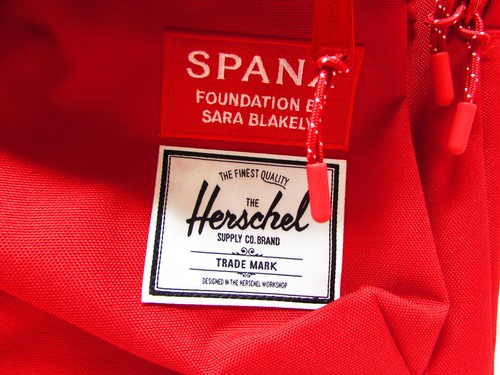 SPANX
FOUNDATION BY
SARA BLAKELY
THE FINEST QUALITY
THE
Herschel
SUPPLY CO. BRAND
TRADE MARK
DESIGNED IN THE HERSCHEL WORKSHOP